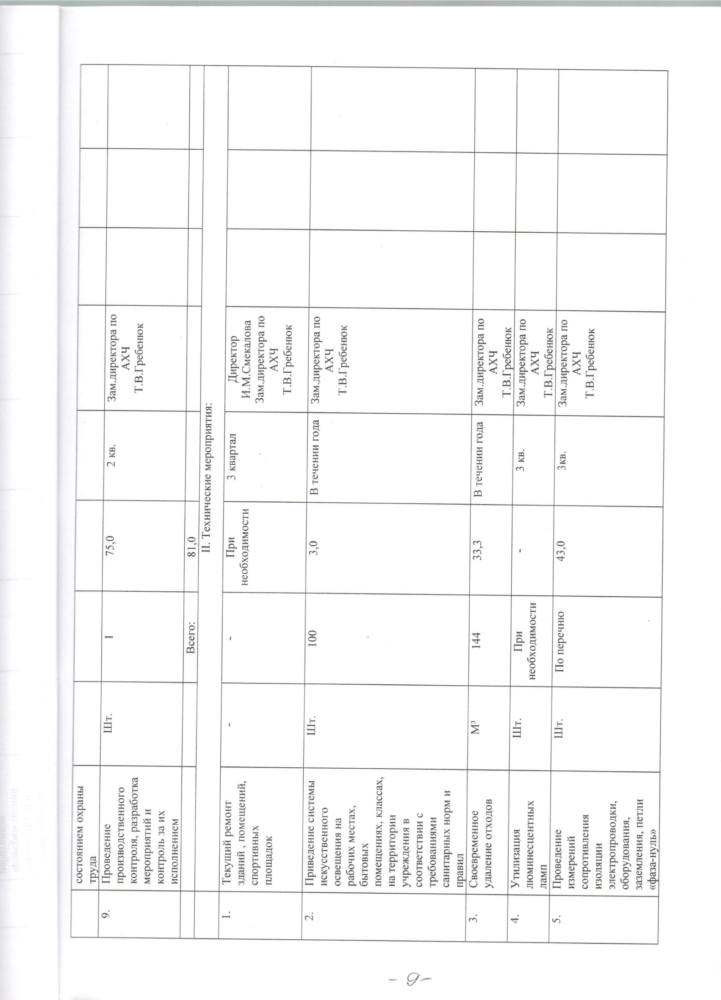 состоянием охраны
труда
9.
Проведение
производственного
контроля, разработка
мероприятий и
контроль за их
исполнением
Шт.
1
75,0
2 кв.
Зам.директора по
АХЧ
Т.В.Гребенюк
Всего:
81,0
II. Технические мероприятия:
1.
Текущий ремонт
зданий , помещений,
спортивных
площадок
-
-
При
необходимости
3 квартал
Директор
И.М.Смекалова
Зам.директора по
АХЧ
Т.В.Гребенюк
2.
Приведение системы
искусственного
освещения на
рабочих местах,
бытовых
помещениях, классах,
на территории
учреждения в
соответствии с
требованиями
санитарных норм и
правил
Шт.
100
3,0
В течении года
Зам.директора по
АХЧ
Т.В.Гребенюк
3.
Своевременное
удаление отходов
М³
144
33,3
В течении года
Зам.директора по
АХЧ
Т.В.Гребенюк
4.
Утилизация
люминесцентных
ламп
Шт.
При
необходимости
-
3 кв.
Зам.директора по
АХЧ
Т.В.Гребенюк
5.
Проведение
измерений
сопротивления
изоляции
электропроводки,
оборудования,
заземления, петли
«фаза-нуль»
Шт.
По перечню
43,0
3кв.
Зам.директора по
АХЧ
Т.В.Гребенюк
- 9 -